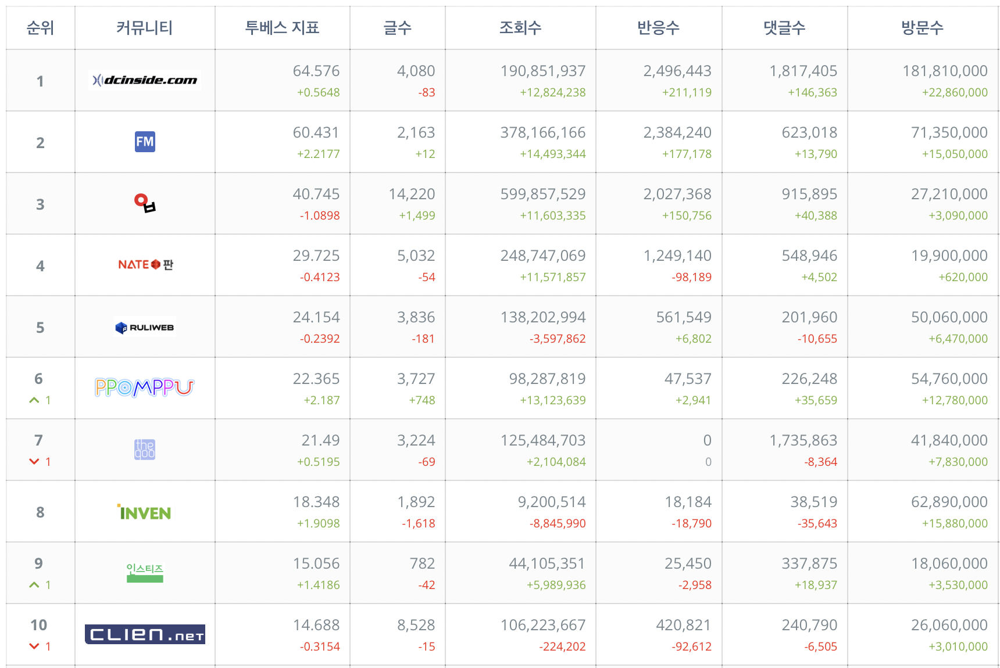 순위 커뮤니티 투베스 지표 글수 조회수 반응수 댓글수 방문수
1 dcinside.com 64.576 4,080 190,851,937 2,496,443 1,817,405 181,810,000
+0.5648 -83 +12,824,238 +211,119 +146,363 +22,860,000
2 FM 60.431 2,163 378,166,166 2,384,240 623,018 71,350,000
+2.2177 +12 +14,493,344 +177,178 +13,790 +15,050,000
3 40.745 14,220 599,857,529 2,027,368 915,895 27,210,000
-1.0898 +1,499 +11,603,335 +150,756 +40,388 +3,090,000
4 NATE 판 29.725 5,032 248,747,069 1,249,140 548,946 19,900,000
-0.4123 -54 +11,571,857 -98,189 +4,502 +620,000
5 RULIWEB 24.154 3,836 138,202,994 561,549 201,960 50,060,000
-0.2392 -181 -3,597,862 +6,802 -10,655 +6,470,000
6 PPOMPPU 22.365 3,727 98,287,819 47,537 226,248 54,760,000
1 +2.187 +748 +13,123,639 +2,941 +35,659 +12,780,000
7 the qoo 21.49 3,224 125,484,703 0 1,735,863 41,840,000
1 +0.5195 -69 +2,104,084 0 -8,364 +7,830,000
8 INVEN 18.348 1,892 9,200,514 18,184 38,519 62,890,000
+1.9098 -1,618 -8,845,990 -18,790 -35,643 +15,880,000
9 인스티즈 15.056 782 44,105,351 25,450 337,875 18,060,000
1 +1.4186 -42 +5,989,936 -2,958 +18,937 +3,530,000
10 CLIEN.NET 14.688 8,528 106,223,667 420,821 240,790 26,060,000
1 -0.3154 -15 -224,202 -92,612 -6,505 +3,010,000